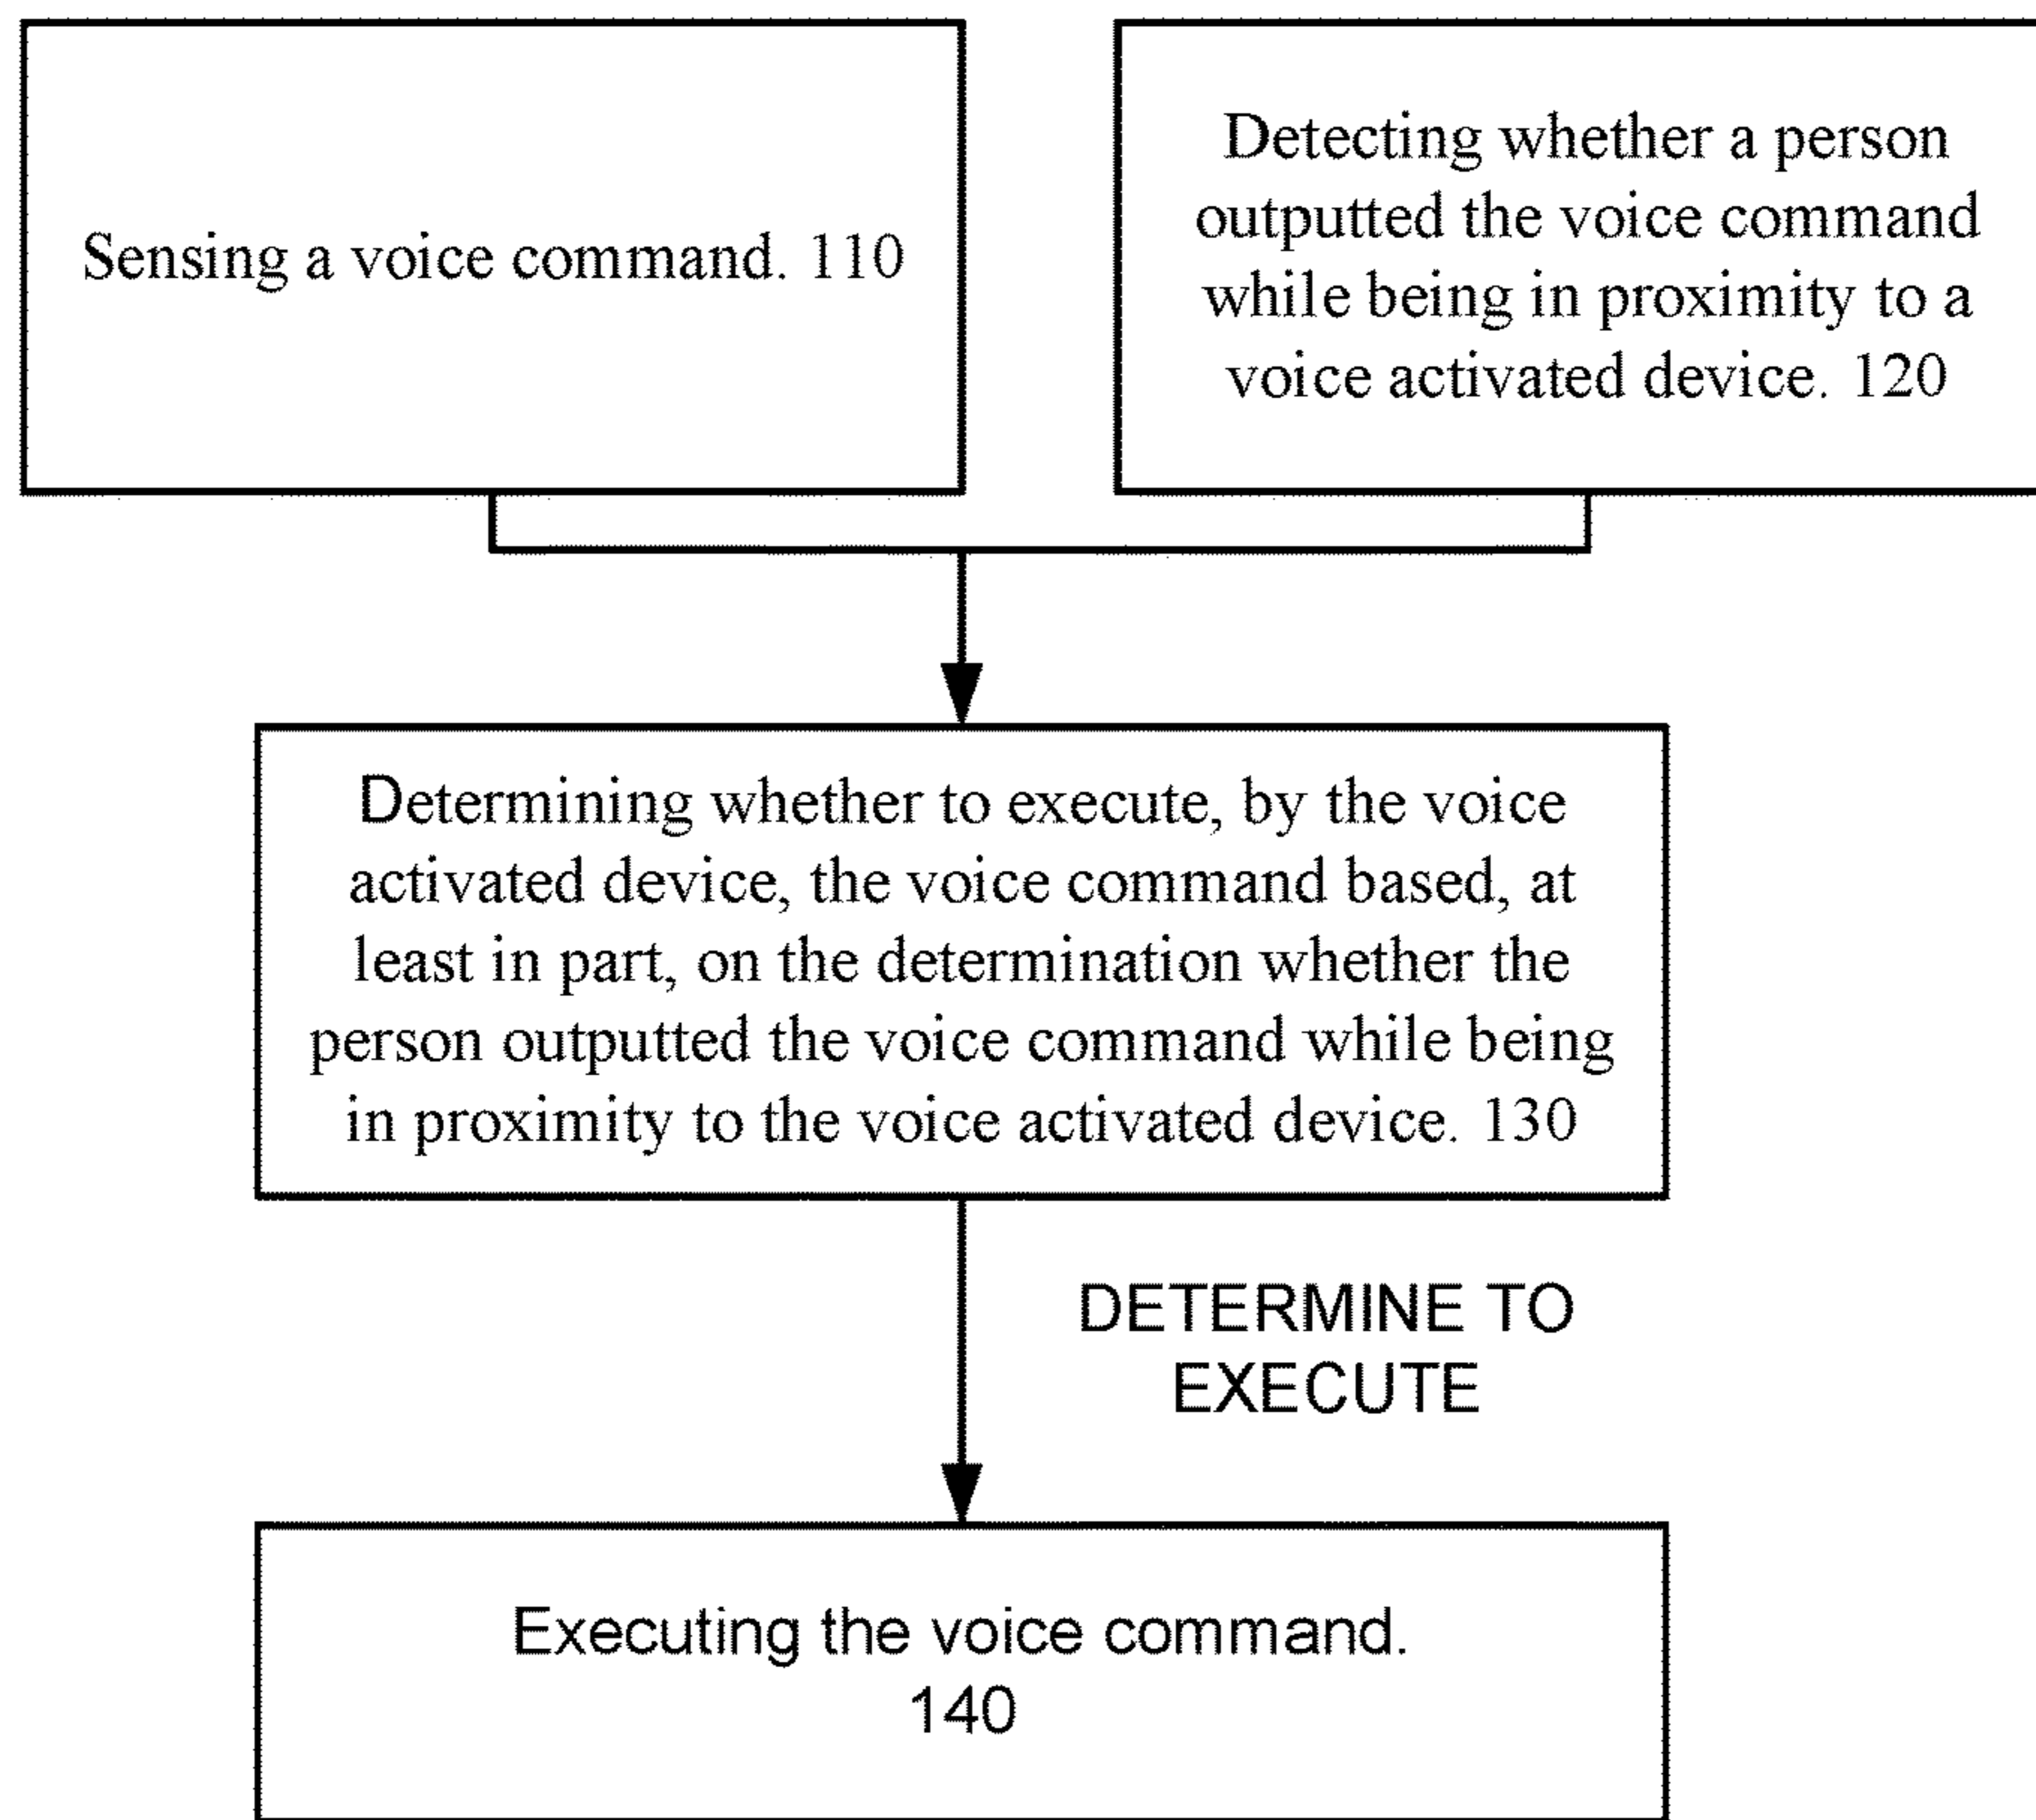 Sensing a voice command. 110
Detecting whether a person
outputted the voice command
while being in proximity to a
voice activated device. 120
Determining whether to execute, by the voice
activated device, the voice command based, at
least in part, on the determination whether the
person outputted the voice command while being
in proximity to the voice activated device. 130
DETERMINE TO
EXECUTE
Executing the voice command.
140